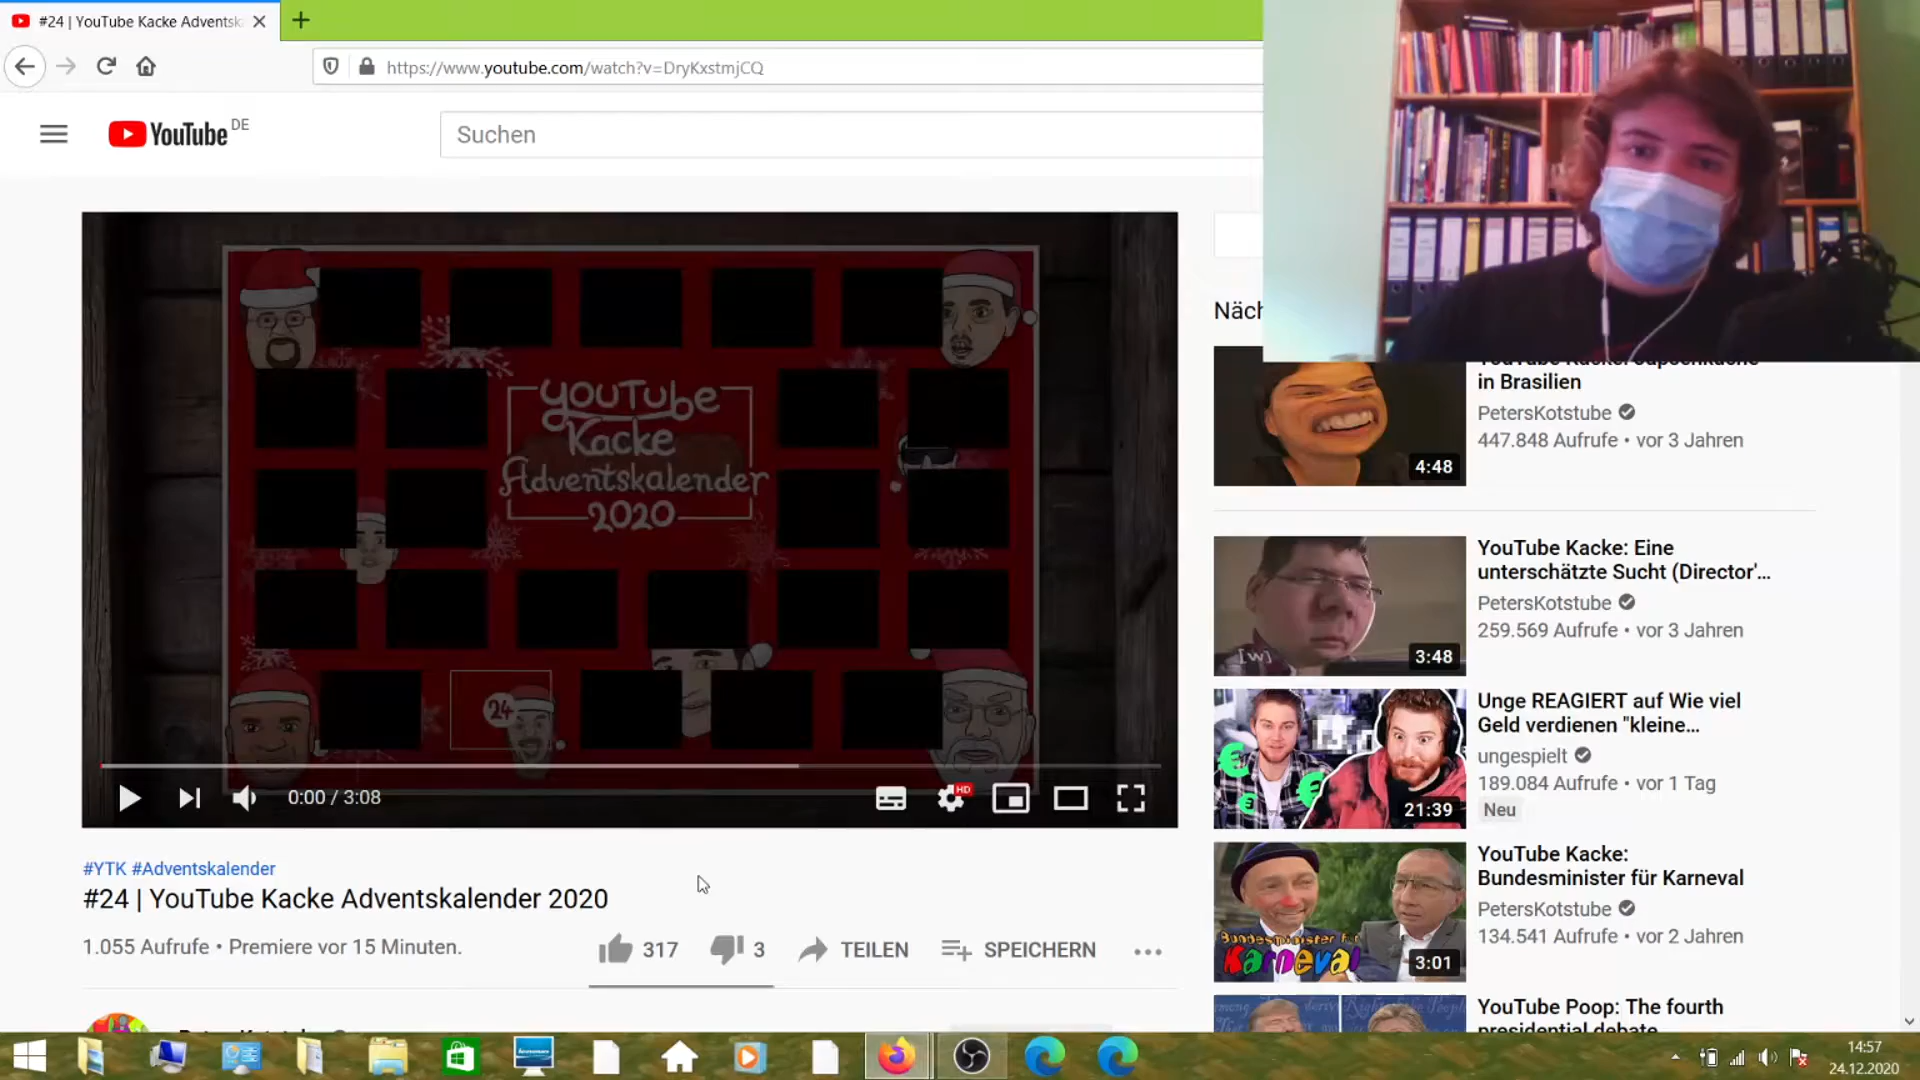 #24 | YouTube Kacke Adventsk
https://www.youtube.com/watch?v=DryKxstmjCQ
YouTube DE
Suchen
YouTube
Kacke
Adventskalender
2020
24
0:00 / 3:08
HD
#YTK #Adventskalender
#24 | YouTube Kacke Adventskalender 2020
1.055 Aufrufe • Premiere vor 15 Minuten.
317
3
TEILEN
SPEICHERN
Näch
in Brasilien
PetersKotstube
447.848 Aufrufe • vor 3 Jahren
4:48
YouTube Kacke: Eine
unterschätzte Sucht (Director'...
PetersKotstube
259.569 Aufrufe • vor 3 Jahren
[w]
3:48
Unge REAGIERT auf Wie viel
Geld verdienen "kleine...
ungespielt
189.084 Aufrufe • vor 1 Tag
Neu
21:39
YouTube Kacke:
Bundesminister für Karneval
PetersKotstube
134.541 Aufrufe • vor 2 Jahren
Bundesminister für
Karneval
3:01
YouTube Poop: The fourth
presidential debate
14:57
24.12.2020